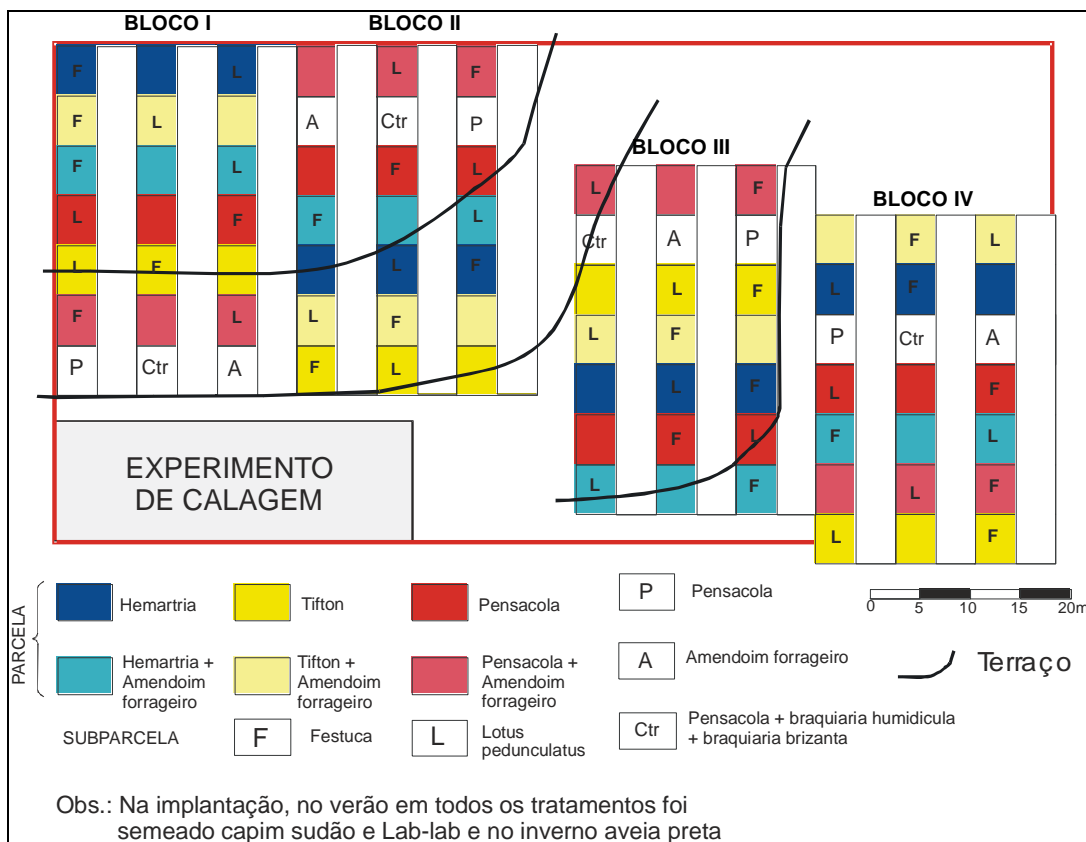 BLOCO I BLOCO II
F L L F
F L A Ctr P
BLOCO III
F L F L L F
BLOCO IV
L F F L
Ctr A P F L
L F L F
L F L F L F
P Ctr A
F L L F
L F L F
P Ctr A F L L F
L F
F L L
EXPERIMENTO
DE CALAGEM
L F L F
L F
PARCELA
Hemartria Tifton Pensacola P Pensacola
0 5 10 15 20m
Hemartria +
Amendoim
forrageiro
Tifton +
Amendoim
forrageiro
Pensacola +
Amendoim
forrageiro
A Amendoim forrageiro
Terraço
SUBPARCELA F Festuca L Lotus
pedunculatus
Ctr Pensacola + braquiaria humidicula
+ braquiaria brizanta
Obs.: Na implantação, no verão em todos os tratamentos foi
semeado capim sudão e Lab-lab e no inverno aveia preta